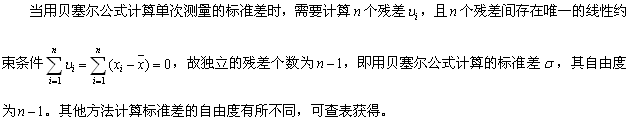 当用贝塞尔公式计算单次测量的标准差时，需要计算n个残差υᵢ，且n个残差间存在唯一的线性约
束条件∑ᵢ₌₁ⁿ υᵢ = ∑ᵢ₌₁ⁿ (xᵢ − x̄) = 0，故独立的残差个数为n−1，即用贝塞尔公式计算的标准差σ，其自由度
为n−1。其他方法计算标准差的自由度有所不同，可查表获得。